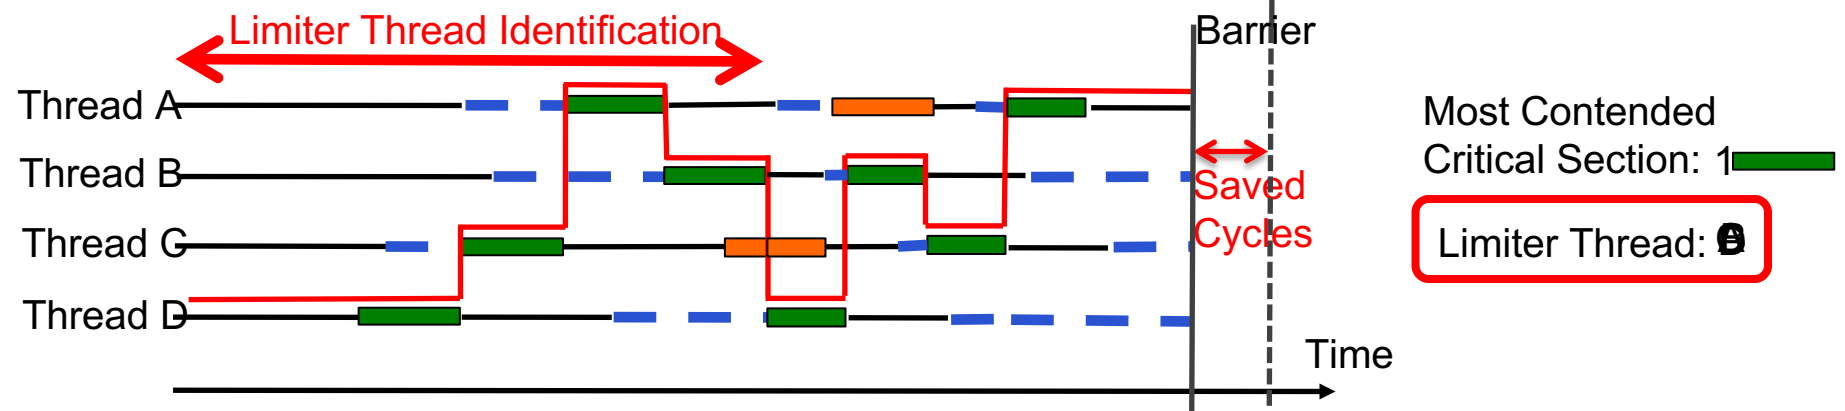 Limiter Thread Identification
Barrier
Thread A
Thread B
Thread C
Thread D
Saved
Cycles
Time
Most Contended
Critical Section: 1
Limiter Thread: